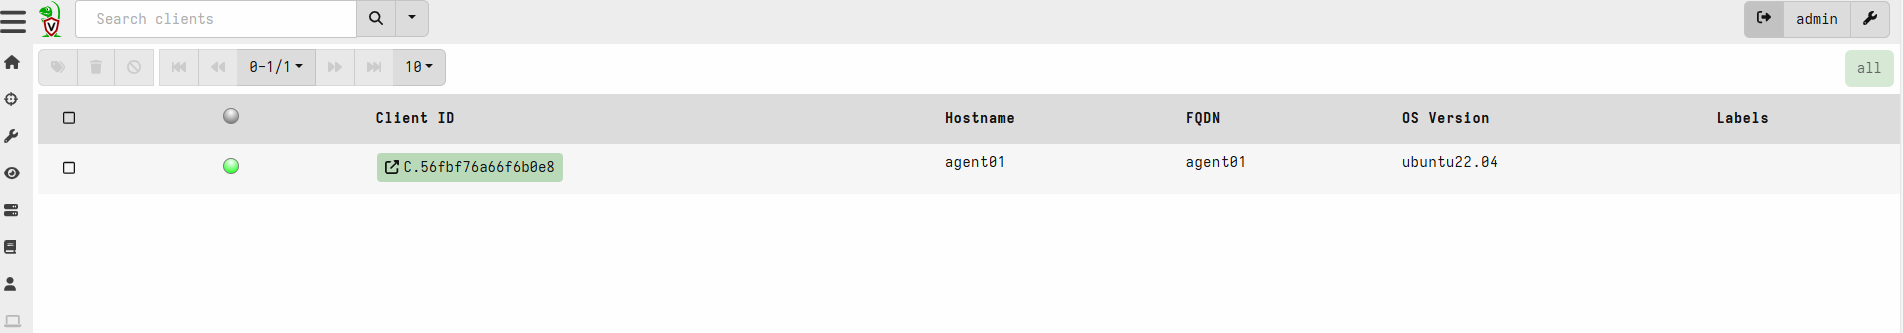 V
Search clients
admin
0-1/1
10
all
Client ID Hostname FQDN OS Version Labels
C.56fbf76a66f6b0e8 agent01 agent01 ubuntu22.04